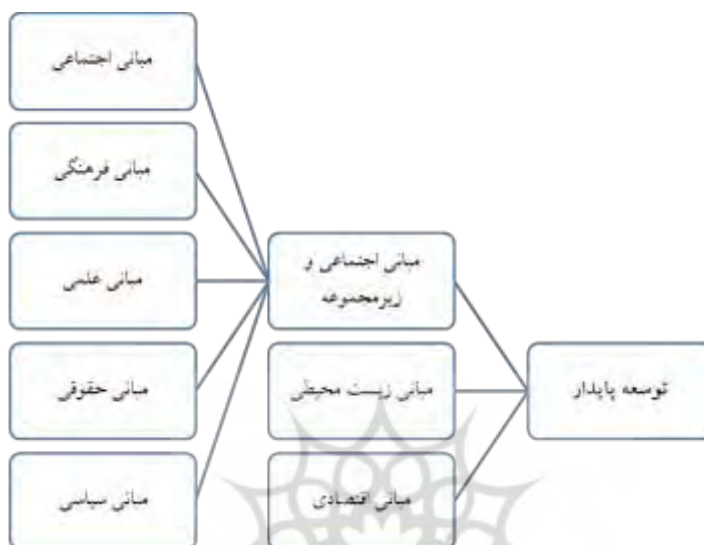 توسعه پایدار
مبانی اجتماعی و
زیرمجموعه
مبانی زیست محیطی
مبانی اقتصادی
مبانی اجتماعی
مبانی فرهنگی
مبانی علمی
مبانی حقوقی
مبانی سیاسی